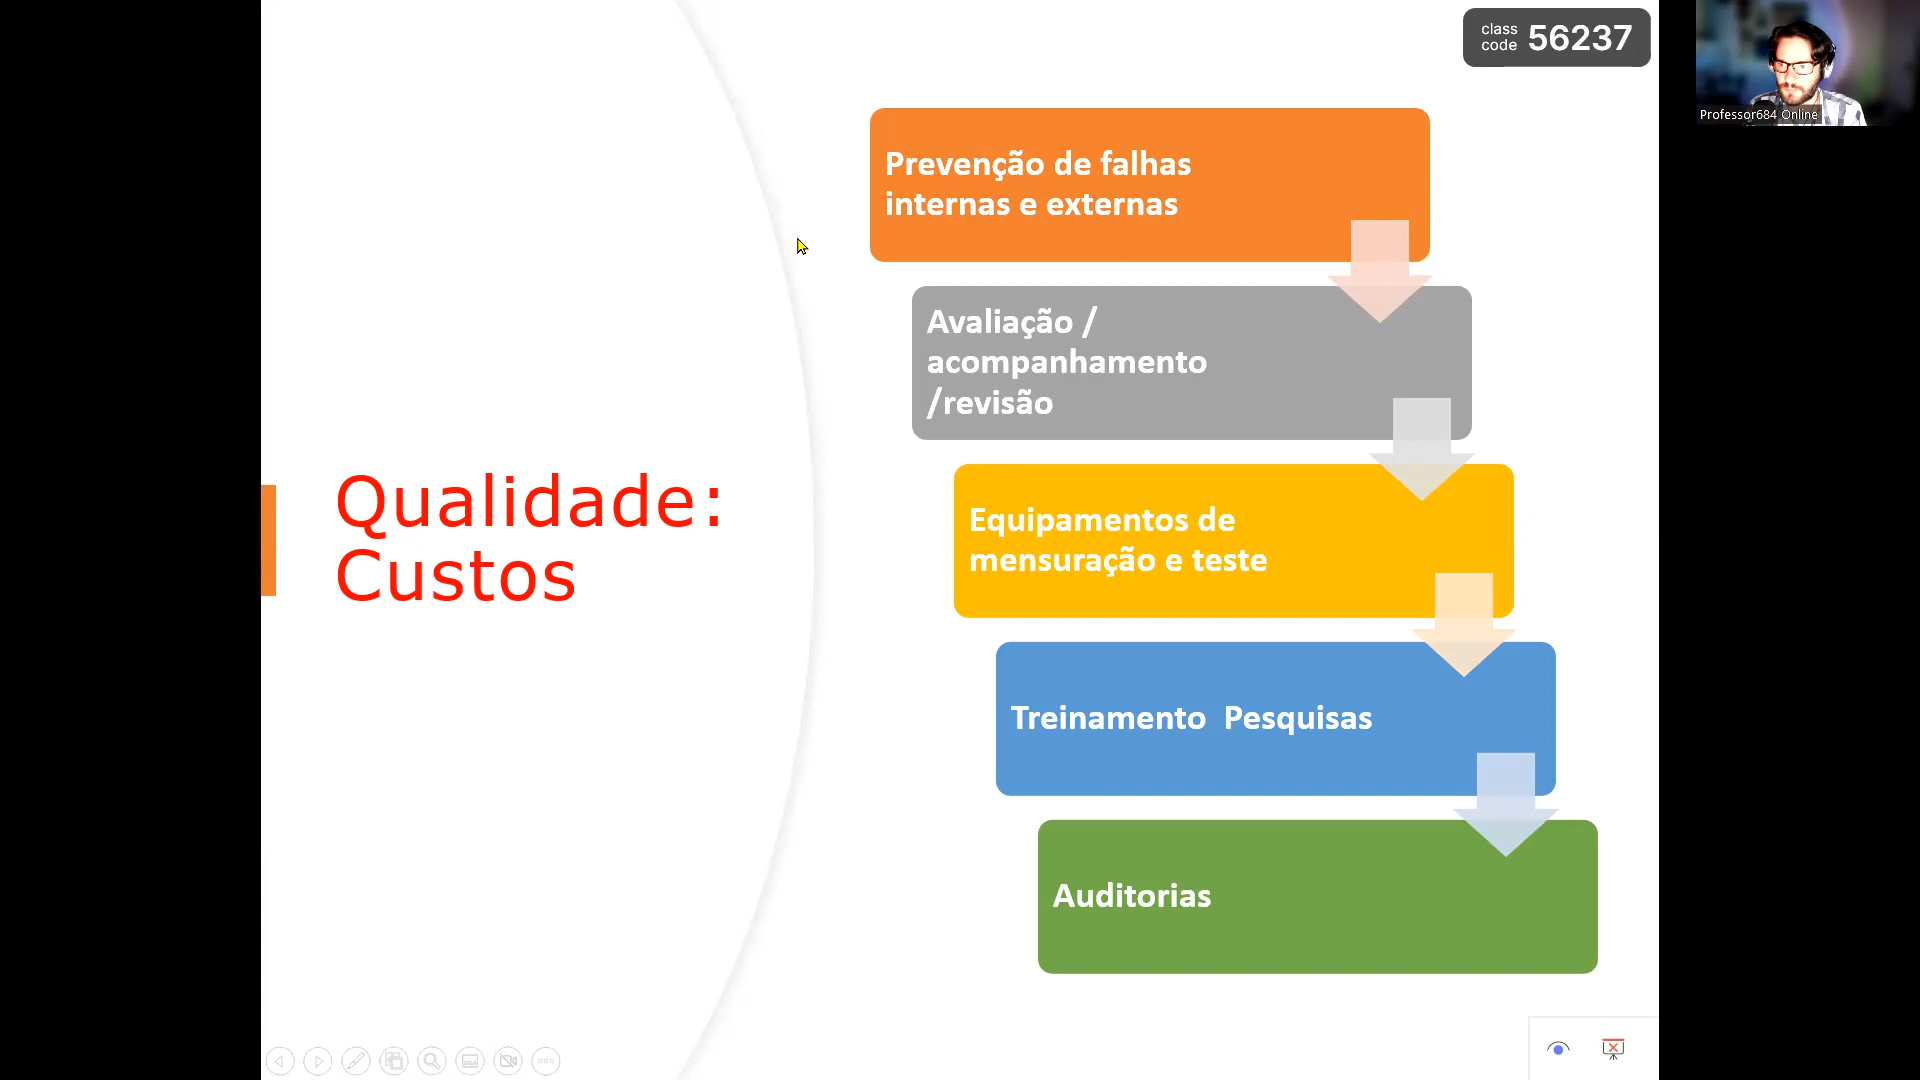 class
code 56237
Professor684 Online
Prevenção de falhas
internas e externas
Avaliação /
acompanhamento
/revisão
Qualidade:
Custos
Equipamentos de
mensuração e teste
Treinamento  Pesquisas
Auditorias